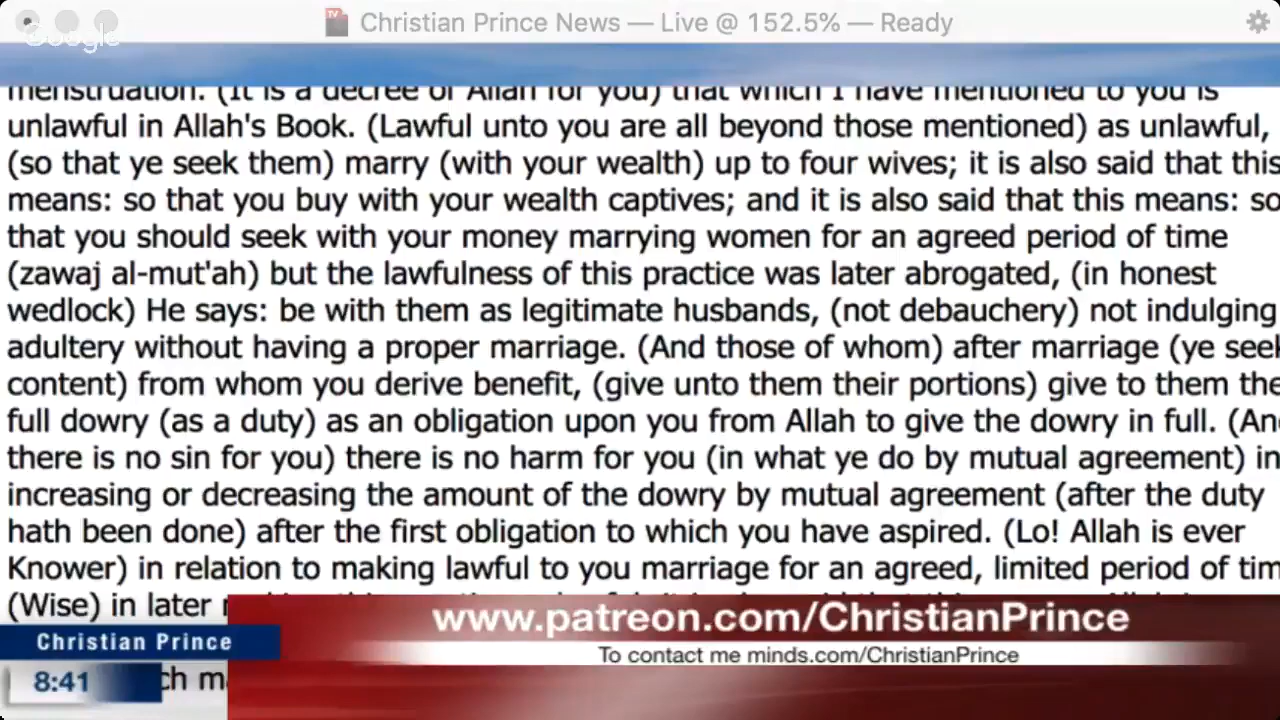 Christian Prince News — Live @ 152.5% — Ready
Google
menstruation. (It is a decree of Allah for you) that which I have mentioned to you is
unlawful in Allah's Book. (Lawful unto you are all beyond those mentioned) as unlawful,
(so that ye seek them) marry (with your wealth) up to four wives; it is also said that this
means: so that you buy with your wealth captives; and it is also said that this means: so
that you should seek with your money marrying women for an agreed period of time
(zawaj al-mut'ah) but the lawfulness of this practice was later abrogated, (in honest
wedlock) He says: be with them as legitimate husbands, (not debauchery) not indulging
adultery without having a proper marriage. (And those of whom) after marriage (ye seek
content) from whom you derive benefit, (give unto them their portions) give to them the
full dowry (as a duty) as an obligation upon you from Allah to give the dowry in full. (And
there is no sin for you) there is no harm for you (in what ye do by mutual agreement) in
increasing or decreasing the amount of the dowry by mutual agreement (after the duty
hath been done) after the first obligation to which you have aspired. (Lo! Allah is ever
Knower) in relation to making lawful to you marriage for an agreed, limited period of tim
(Wise) in later
www.patreon.com/ChristianPrince
Christian Prince
To contact me minds.com/ChristianPrince
8:41